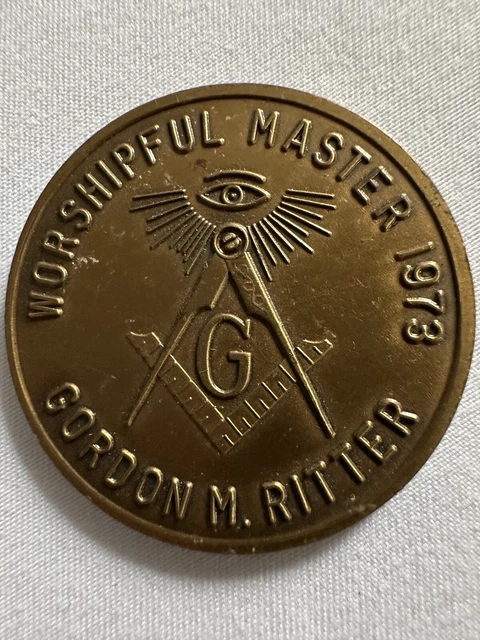 WORSHIPFUL MASTER 1973
G
GORDON M. RITTER